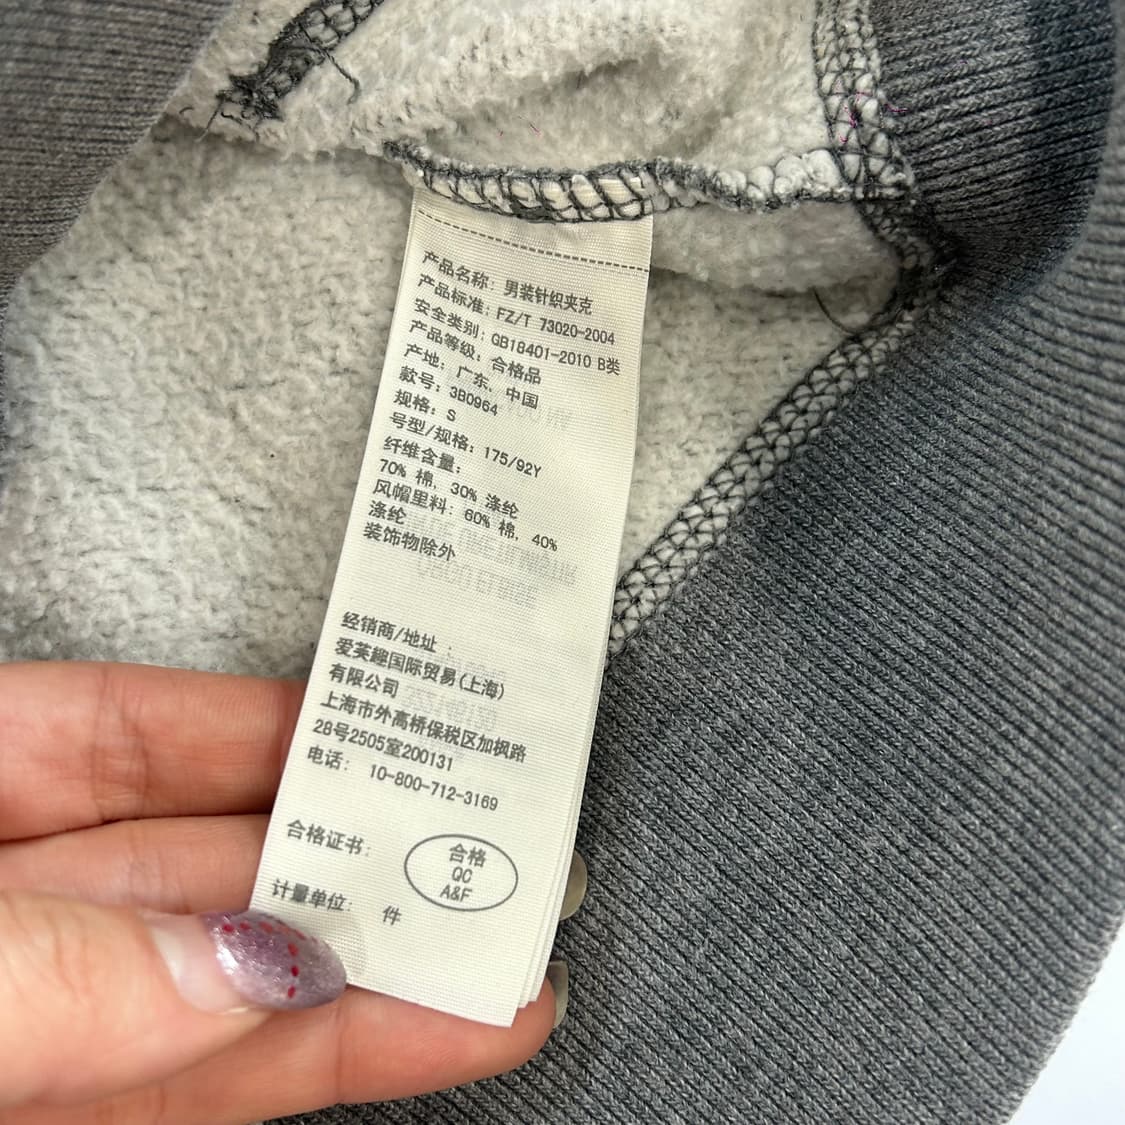 产品名称: 男装针织夹克
产品标准: FZ/T 73020-2004
安全类别: GB18401-2010 B类
产品等级: 合格品
产地: 广东, 中国
款号: 3B0964
规格: S
号型/规格: 175/92Y
纤维含量:
70% 棉, 30% 涤纶
风帽里料: 60% 棉, 40%
涤纶
装饰物除外
经销商/地址 :
爱芙趣国际贸易(上海)
有限公司
上海市外高桥保税区加枫路
28号2505室200131
电话: 10-800-712-3169
合格证书:
合格
QC
A&F
计量单位: 件